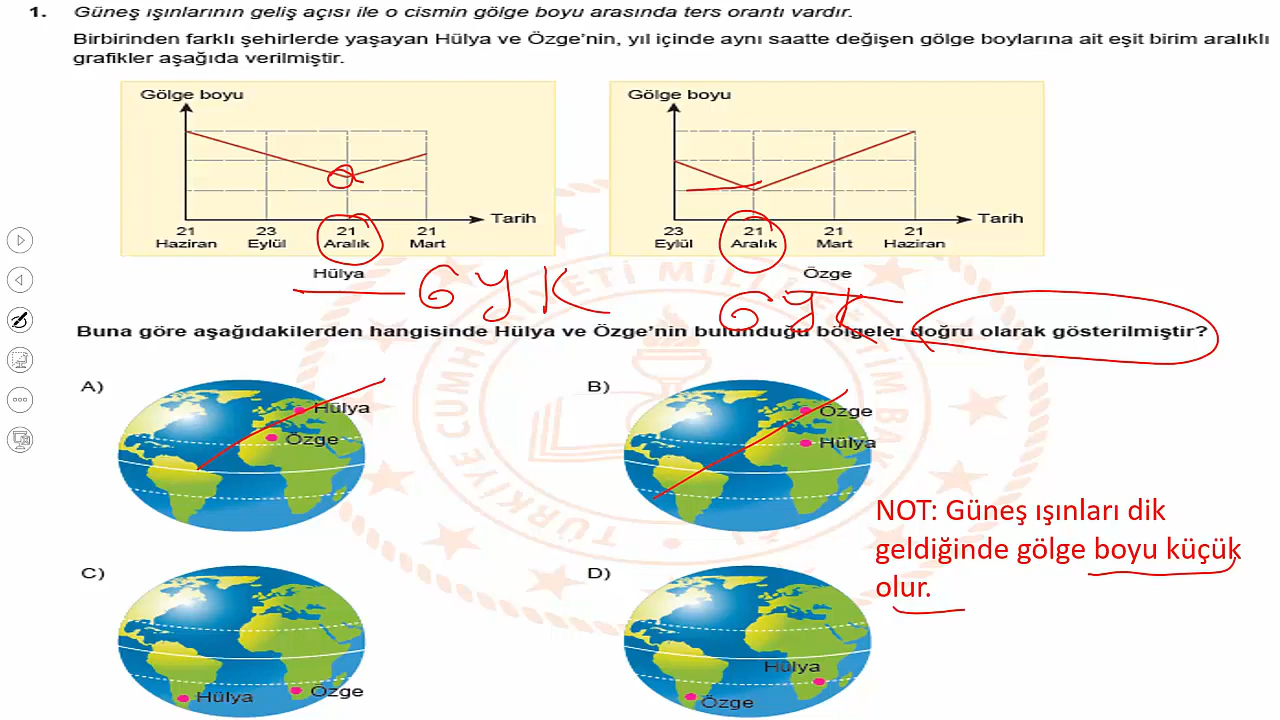 1. Güneş ışınlarının geliş açısı ile o cismin gölge boyu arasında ters orantı vardır.
Birbirinden farklı şehirlerde yaşayan Hülya ve Özge'nin, yıl içinde aynı saatte değişen gölge boylarına ait eşit birim aralıklı
grafikler aşağıda verilmiştir.
Gölge boyu
Tarih
21 Haziran
23 Eylül
21 Aralık
21 Mart
Hülya
GYK
Gölge boyu
Tarih
23 Eylül
21 Aralık
21 Mart
21 Haziran
Özge
GYK
Buna göre aşağıdakilerden hangisinde Hülya ve Özge'nin bulunduğu bölgeler doğru olarak gösterilmiştir?
A)
Hülya
Özge
B)
Özge
Hülya
C)
Hülya
Özge
D)
Hülya
Özge
NOT: Güneş ışınları dik
geldiğinde gölge boyu küçük
olur.